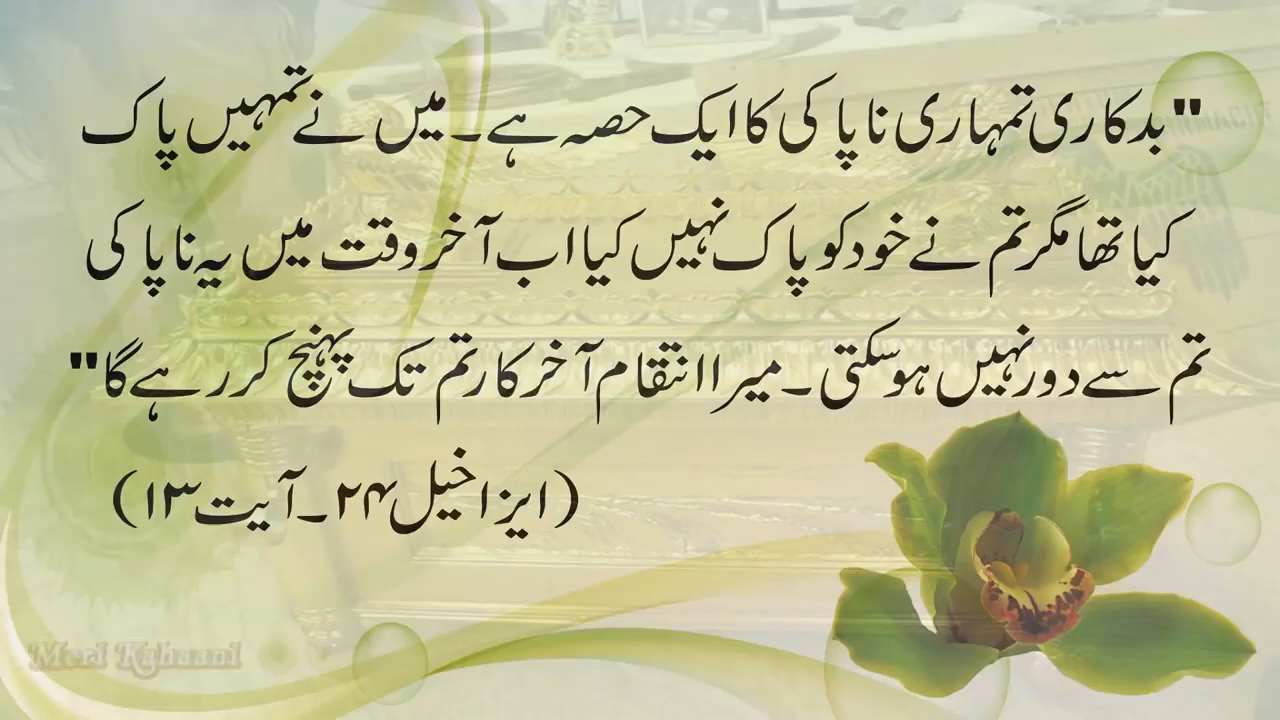 "بدکاری تمہاری ناپاکی کا ایک حصہ ہے۔ میں نے تمہیں پاک
کیا تھا مگر تم نے خود کو پاک نہیں کیا اب آخر وقت میں یہ ناپاکی
تم سے دور نہیں ہوسکتی۔ میرا انتقام آخر کار تم تک پہنچ کر رہے گا"
(ایزاخیل ۲۴۔ آیت ۱۳)
Meri Kahaani